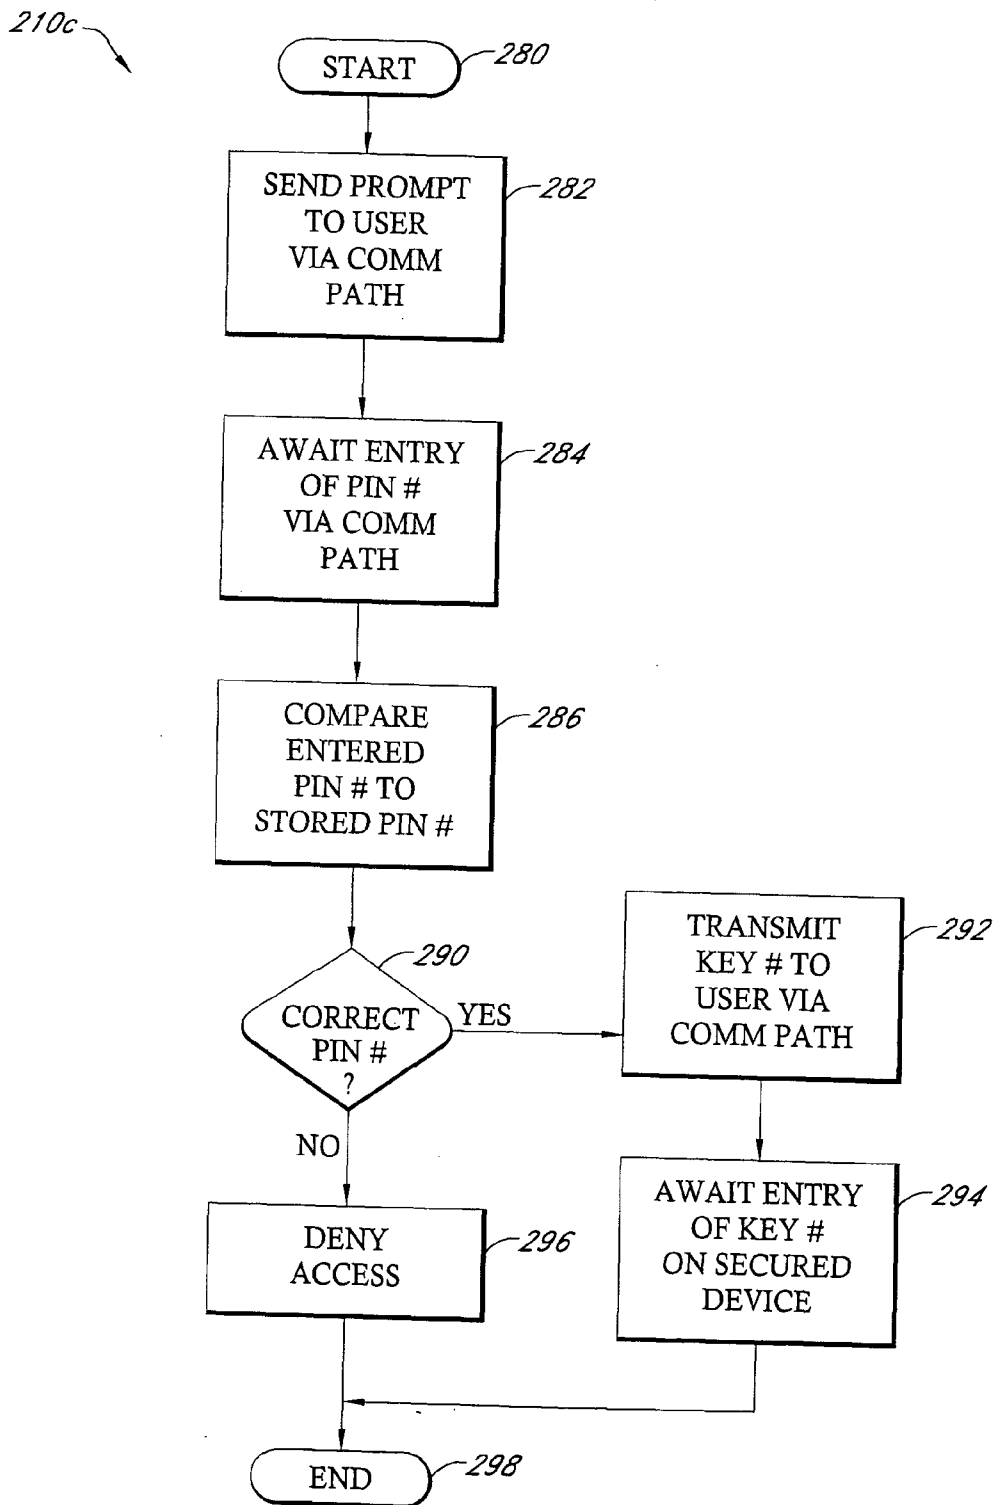 210c
START
280
SEND PROMPT
TO USER
VIA COMM
PATH
282
AWAIT ENTRY
OF PIN #
VIA COMM
PATH
284
COMPARE
ENTERED
PIN # TO
STORED PIN #
286
290
CORRECT
PIN #
?
YES
NO
TRANSMIT
KEY # TO
USER VIA
COMM PATH
292
AWAIT ENTRY
OF KEY #
ON SECURED
DEVICE
294
DENY
ACCESS
296
END
298